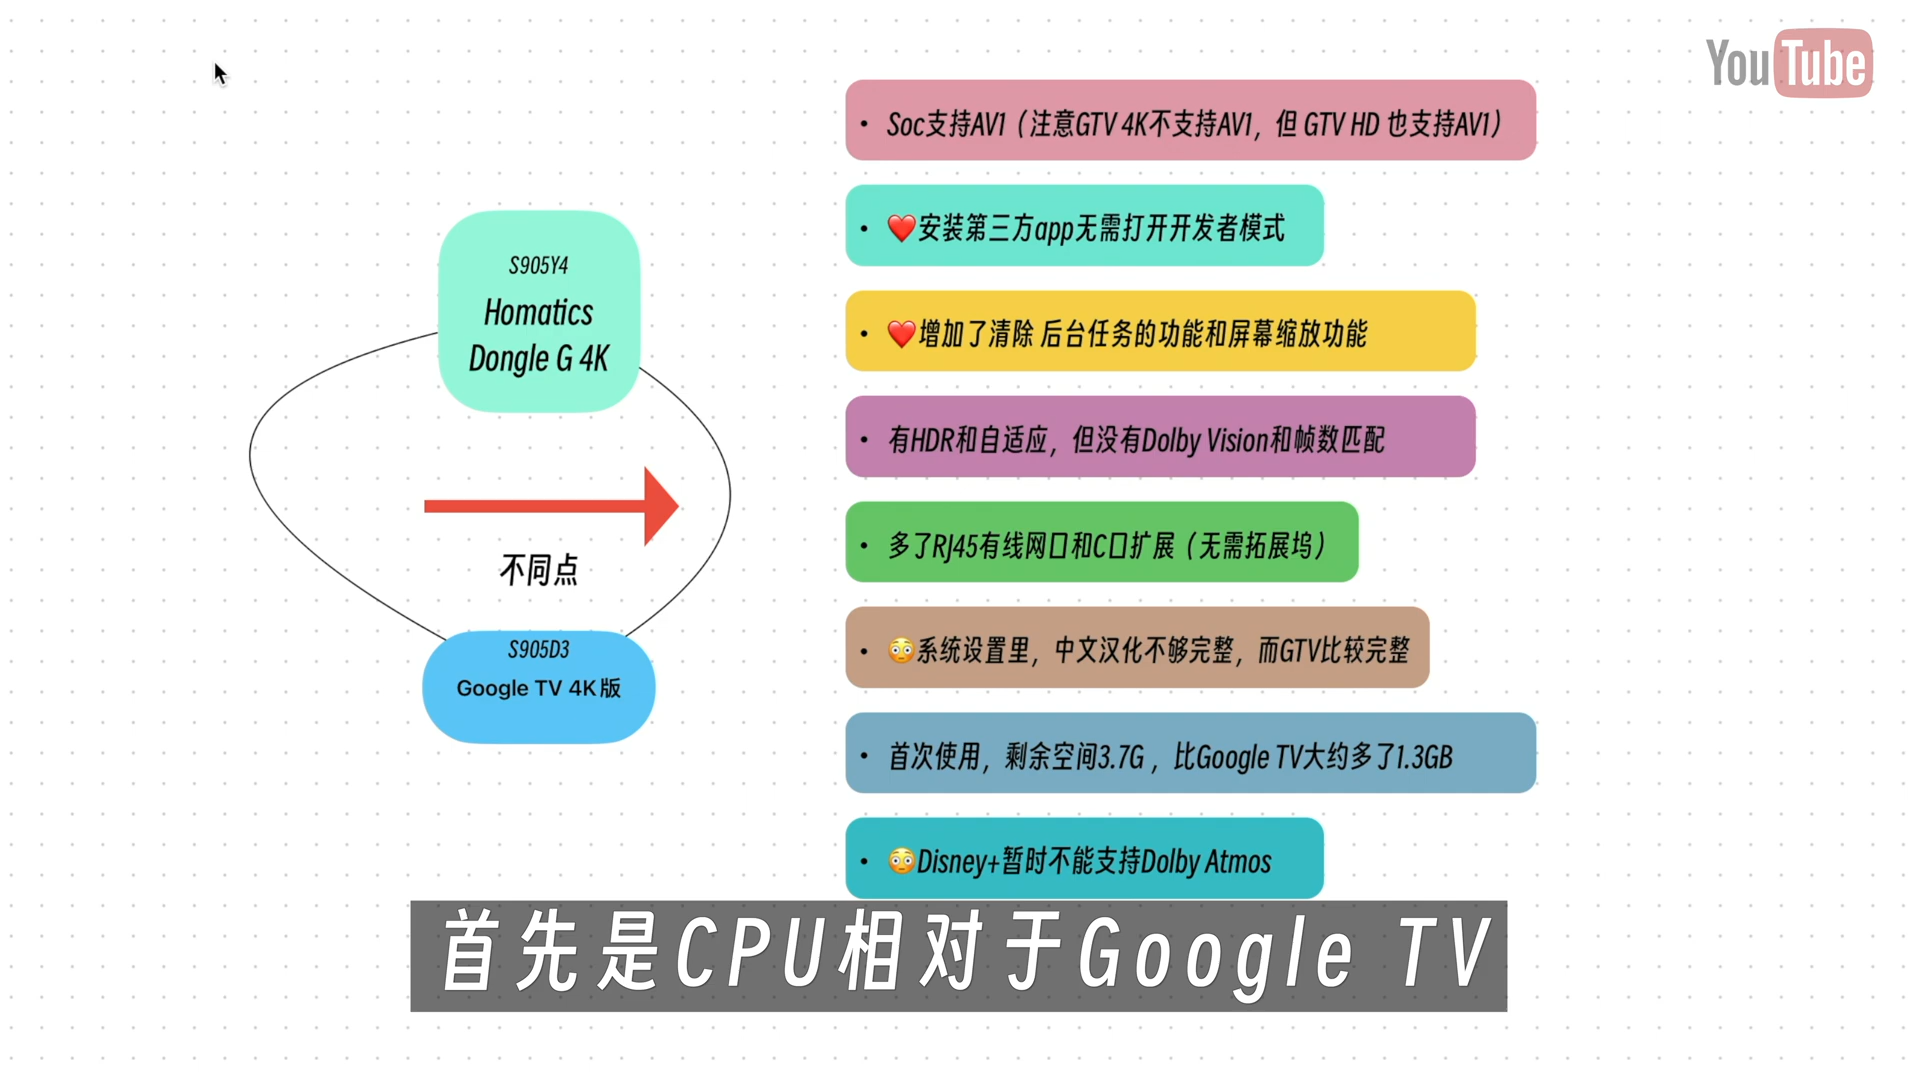 YouTube
Soc支持AV1（注意GTV 4K不支持AV1，但 GTV HD 也支持AV1）
❤️安装第三方app无需打开开发者模式
❤️增加了清除 后台任务的功能和屏幕缩放功能
有HDR和自适应，但没有Dolby Vision和帧数匹配
多了RJ45有线网口和C口扩展（无需拓展坞）
😳系统设置里，中文汉化不够完整，而GTV比较完整
首次使用，剩余空间3.7G ，比Google TV大约多了1.3GB
😳Disney+暂时不能支持Dolby Atmos
S905Y4
Homatics
Dongle G 4K
不同点
S905D3
Google TV 4K版
首先是CPU相对于Google TV